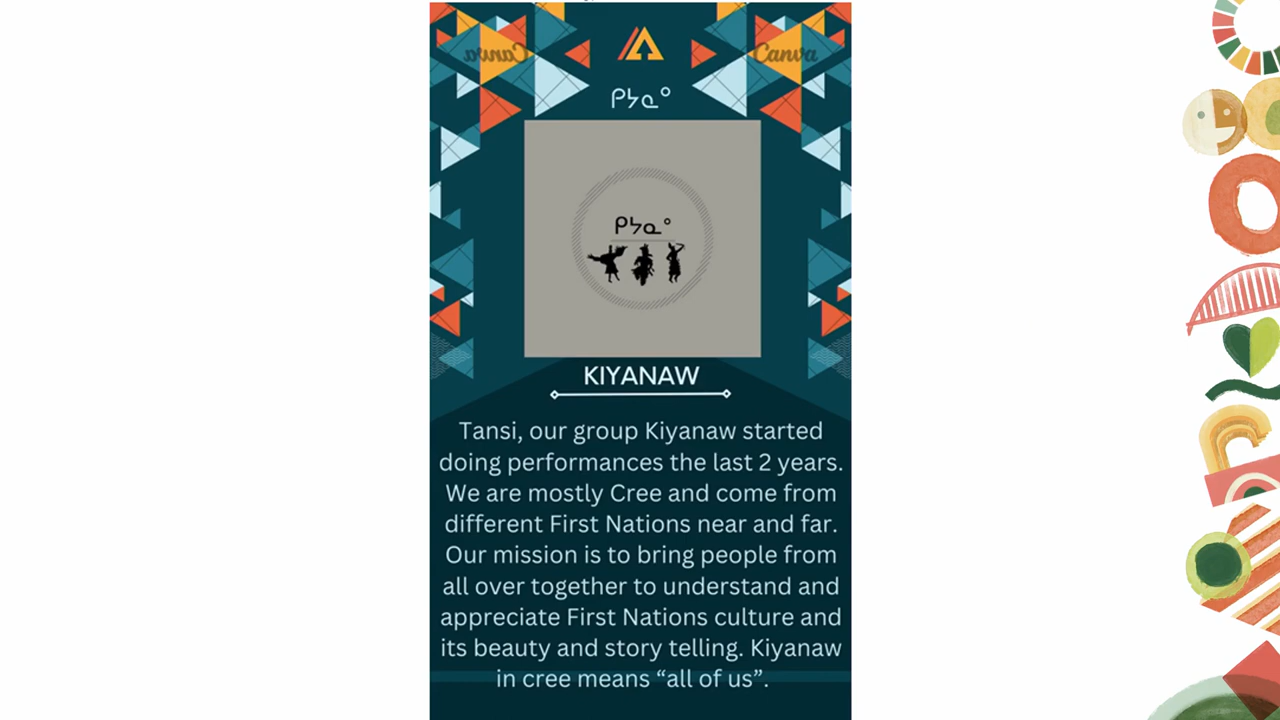 Canva
Canva
ᑭᔭᓇᐤ
ᑭᔭᓇᐤ
KIYANAW
Tansi, our group Kiyanaw started
doing performances the last 2 years.
We are mostly Cree and come from
different First Nations near and far.
Our mission is to bring people from
all over together to understand and
appreciate First Nations culture and
its beauty and story telling. Kiyanaw
in cree means “all of us”.